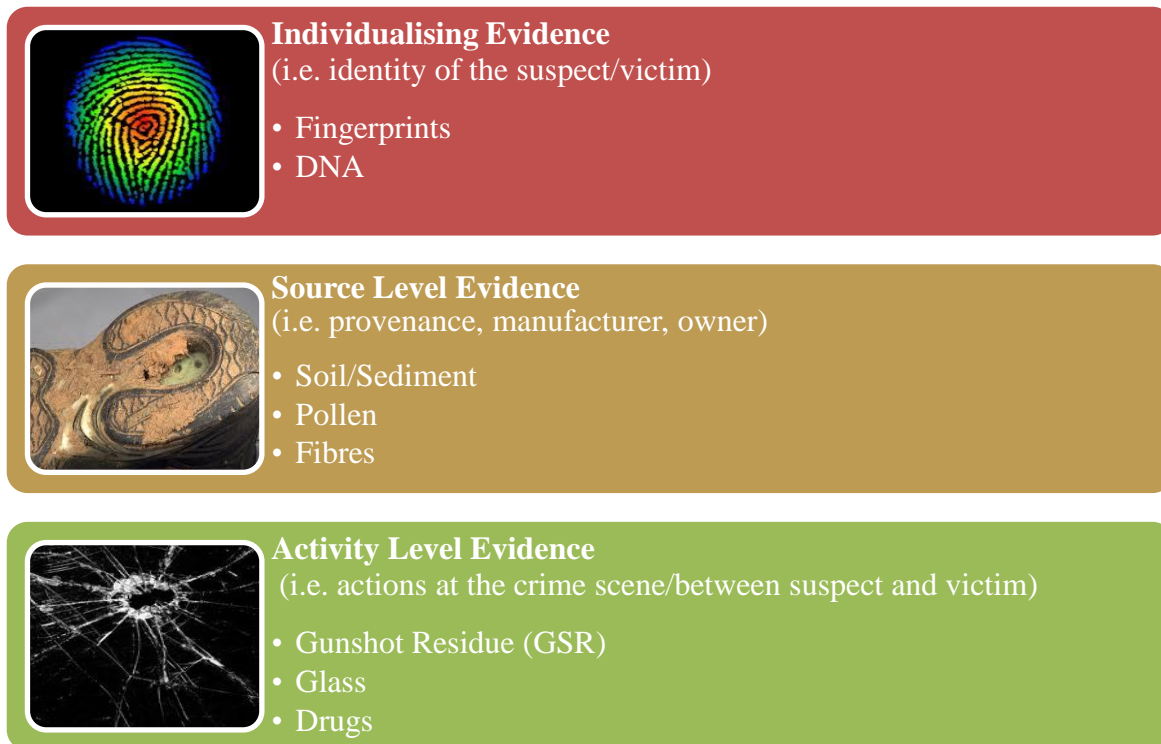 Individualising Evidence
(i.e. identity of the suspect/victim)
• Fingerprints
• DNA
Source Level Evidence
(i.e. provenance, manufacturer, owner)
• Soil/Sediment
• Pollen
• Fibres
Activity Level Evidence
(i.e. actions at the crime scene/between suspect and victim)
• Gunshot Residue (GSR)
• Glass
• Drugs